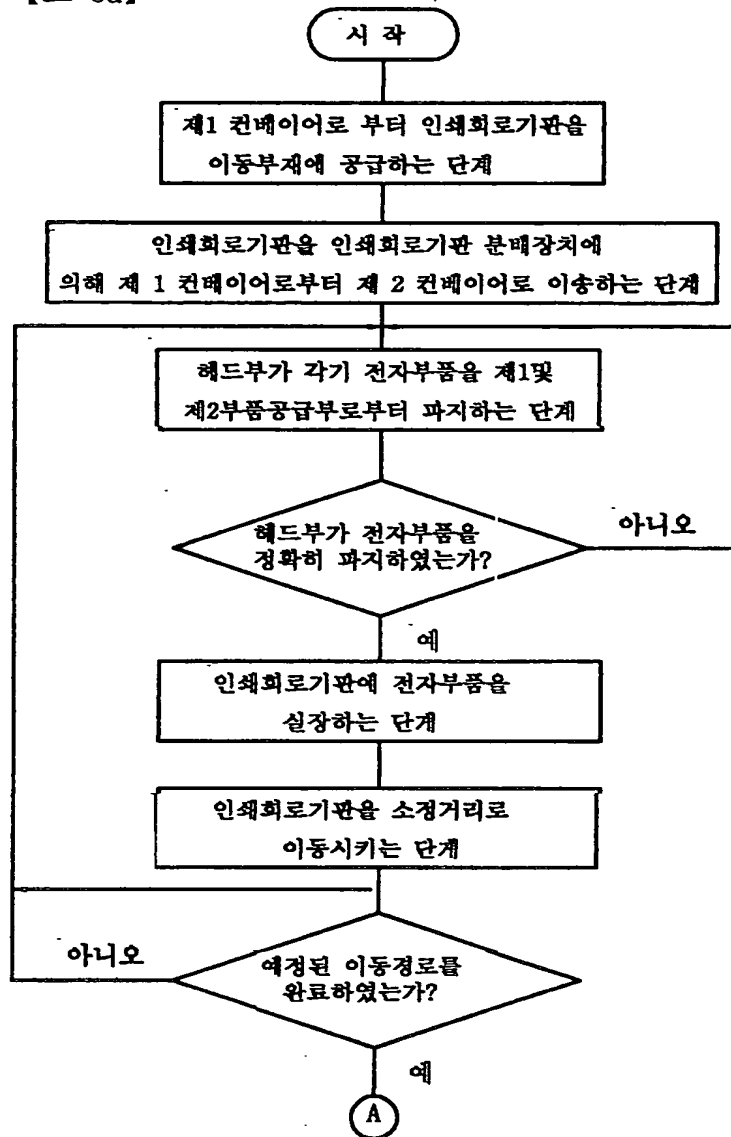 시 작
제1 컨베이어로 부터 인쇄회로기판을
이동부재에 공급하는 단계
인쇄회로기판을 인쇄회로기판 분배장치에
의해 제 1 컨베이어로부터 제 2 컨베이어로 이송하는 단계
헤드부가 각기 전자부품을 제1및
제2부품공급부로부터 파지하는 단계
헤드부가 전자부품을
정확히 파지하였는가?
아니오
예
인쇄회로기판에 전자부품을
실장하는 단계
인쇄회로기판을 소정거리로
이동시키는 단계
아니오
예정된 이동경로를
완료하였는가?
예
A